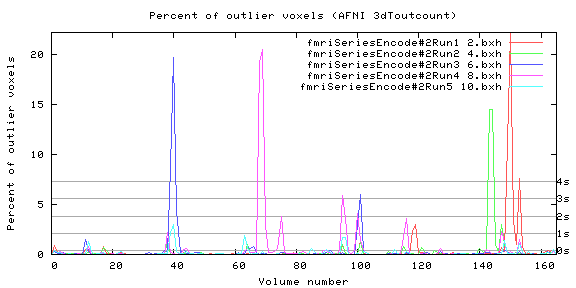 Percent of outlier voxels (AFNI 3dToutcount)
fmriSeriesEncode#2Run1 2.bxh
fmriSeriesEncode#2Run2 4.bxh
fmriSeriesEncode#2Run3 6.bxh
fmriSeriesEncode#2Run4 8.bxh
fmriSeriesEncode#2Run5 10.bxh
Percent of outlier voxels
20
15
10
5
0
4s
3s
2s
1s
0s
0 20 40 60 80 100 120 140 160
Volume number